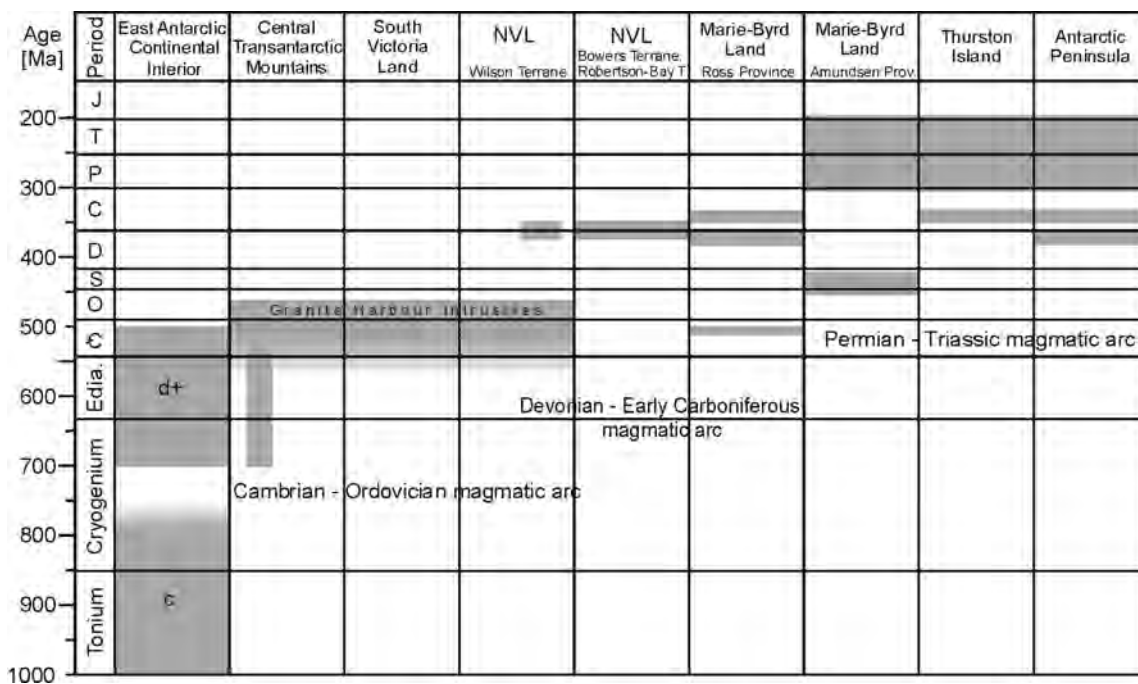 Age
[Ma]
Period
East Antarctic
Continental
Interior
Central
Transantarctic
Mountains
South
Victoria
Land
NVL
Wilson Terrane
NVL
Bowers Terrane,
Robertson-Bay T
Marie-Byrd
Land
Ross Province
Marie-Byrd
Land
Amundsen Prov.
Thurston
Island
Antarctic
Peninsula
J
200
T
P
300
C
D
400
S
O
Granite Harbour Intrusives
500
Є
Permian - Triassic magmatic arc
Edia.
d+
600
Devonian - Early Carboniferous
magmatic arc
700
Cryogenium
Cambrian - Ordovician magmatic arc
800
900
Tonium
1000